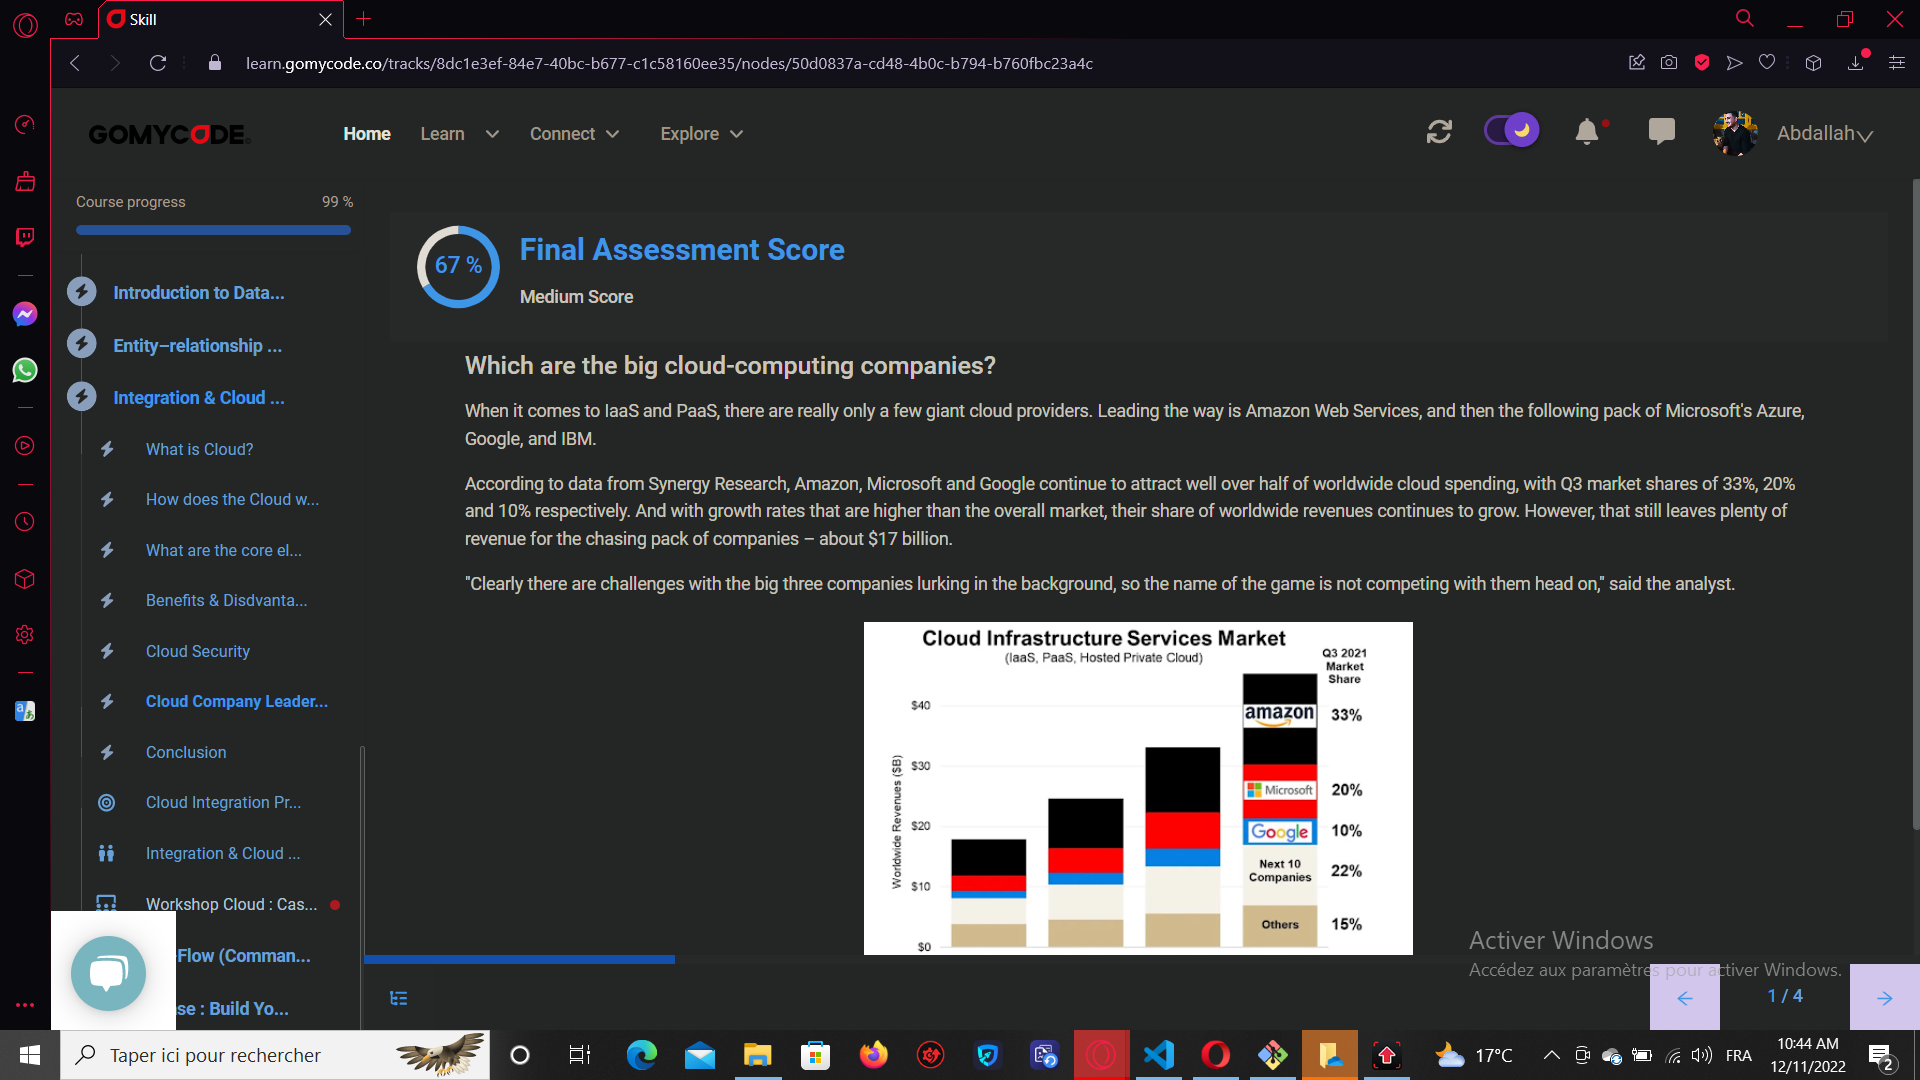 Skill
learn.gomycode.co/tracks/8dc1e3ef-84e7-40bc-b677-c1c58160ee35/nodes/50d0837a-cd48-4b0c-b794-b760fbc23a4c
GOMYCODE
Home
Learn
Connect
Explore
Abdallah
Course progress
99 %
Introduction to Data...
Entity–relationship ...
Integration & Cloud ...
What is Cloud?
How does the Cloud w...
What are the core el...
Benefits & Disdvanta...
Cloud Security
Cloud Company Leader...
Conclusion
Cloud Integration Pr...
Integration & Cloud ...
Workshop Cloud : Cas...
-Flow (Comman...
se : Build Yo...
67 %
Final Assessment Score
Medium Score
Which are the big cloud-computing companies?
When it comes to IaaS and PaaS, there are really only a few giant cloud providers. Leading the way is Amazon Web Services, and then the following pack of Microsoft's Azure,
Google, and IBM.
According to data from Synergy Research, Amazon, Microsoft and Google continue to attract well over half of worldwide cloud spending, with Q3 market shares of 33%, 20%
and 10% respectively. And with growth rates that are higher than the overall market, their share of worldwide revenues continues to grow. However, that still leaves plenty of
revenue for the chasing pack of companies – about $17 billion.
"Clearly there are challenges with the big three companies lurking in the background, so the name of the game is not competing with them head on," said the analyst.
Cloud Infrastructure Services Market
(IaaS, PaaS, Hosted Private Cloud)
Q3 2021
Market
Share
Worldwide Revenues ($B)
$40
$30
$20
$10
$0
amazon
33%
Microsoft
20%
Google
10%
Next 10
Companies
22%
Others
15%
Activer Windows
Accédez aux paramètres pour activer Windows.
1 / 4
Taper ici pour rechercher
17°C
FRA
10:44 AM
12/11/2022
2